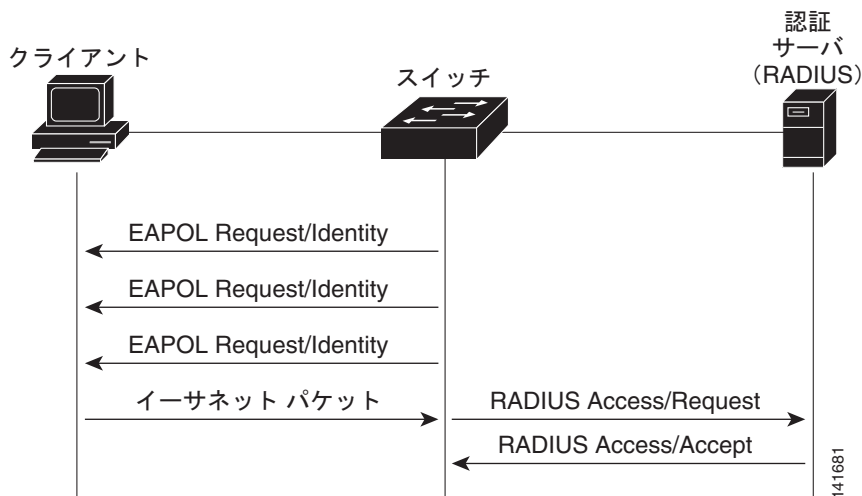 クライアント
スイッチ
認証
サーバ
（RADIUS）
EAPOL Request/Identity
EAPOL Request/Identity
EAPOL Request/Identity
イーサネット パケット
RADIUS Access/Request
RADIUS Access/Accept
141681